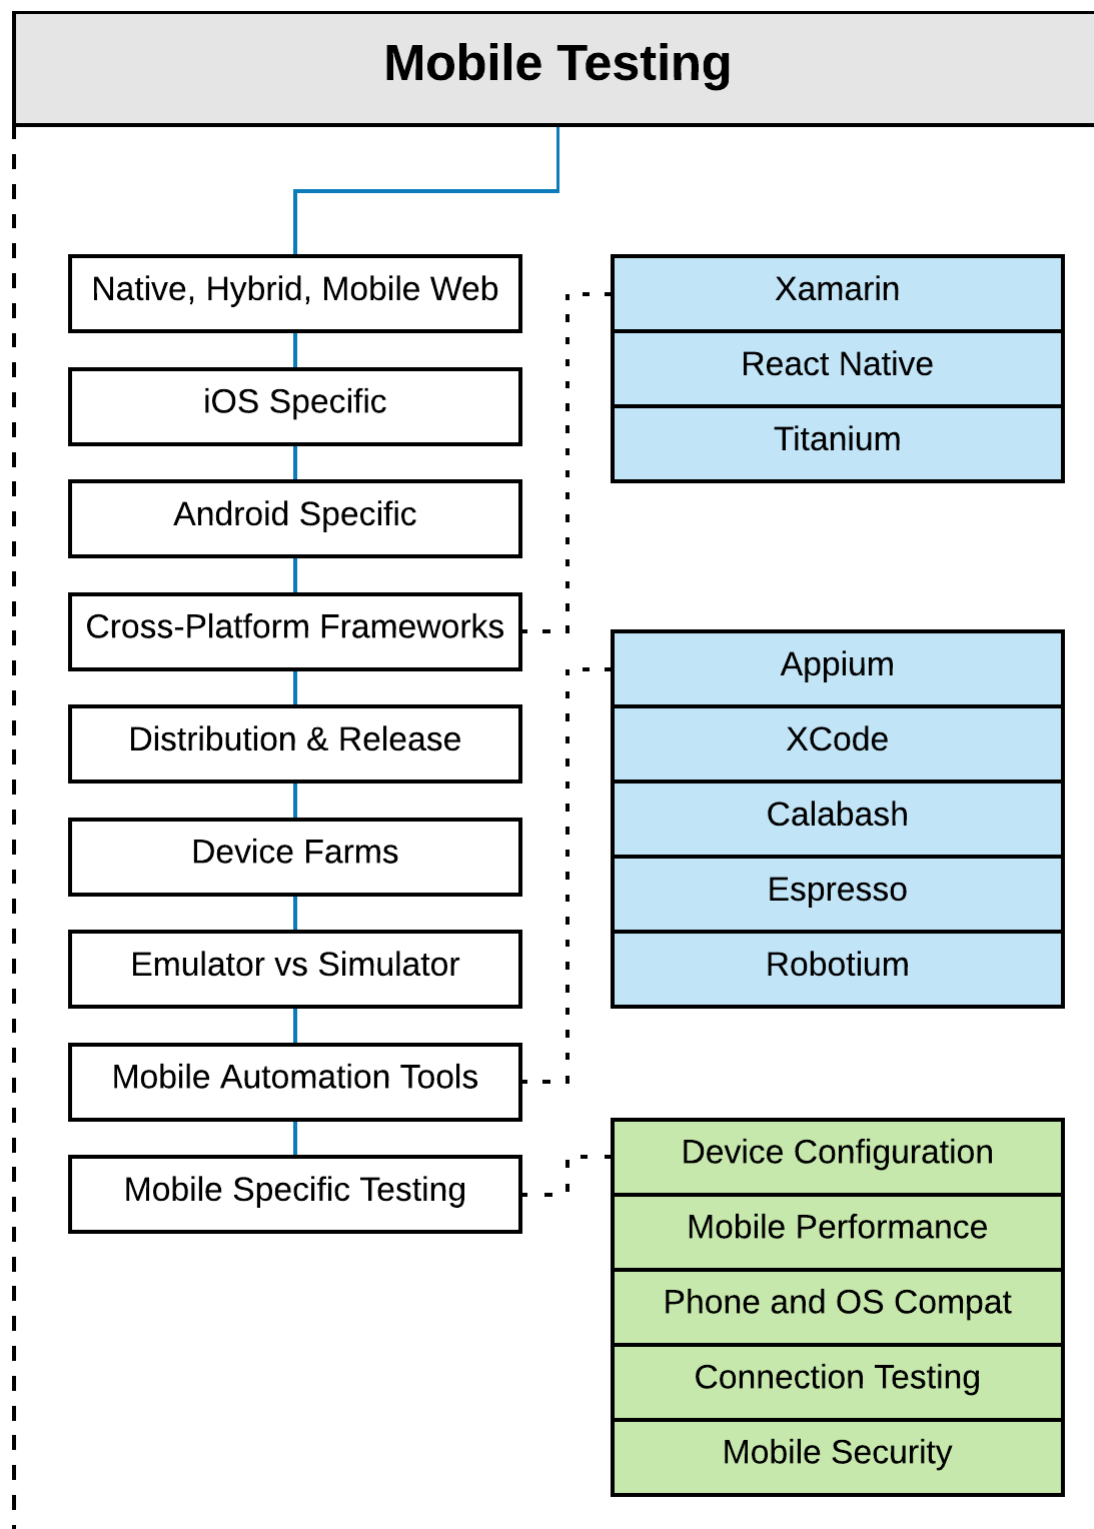 Mobile Testing
Native, Hybrid, Mobile Web
iOS Specific
Android Specific
Cross-Platform Frameworks
Distribution & Release
Device Farms
Emulator vs Simulator
Mobile Automation Tools
Mobile Specific Testing
Xamarin
React Native
Titanium
Appium
XCode
Calabash
Espresso
Robotium
Device Configuration
Mobile Performance
Phone and OS Compat
Connection Testing
Mobile Security